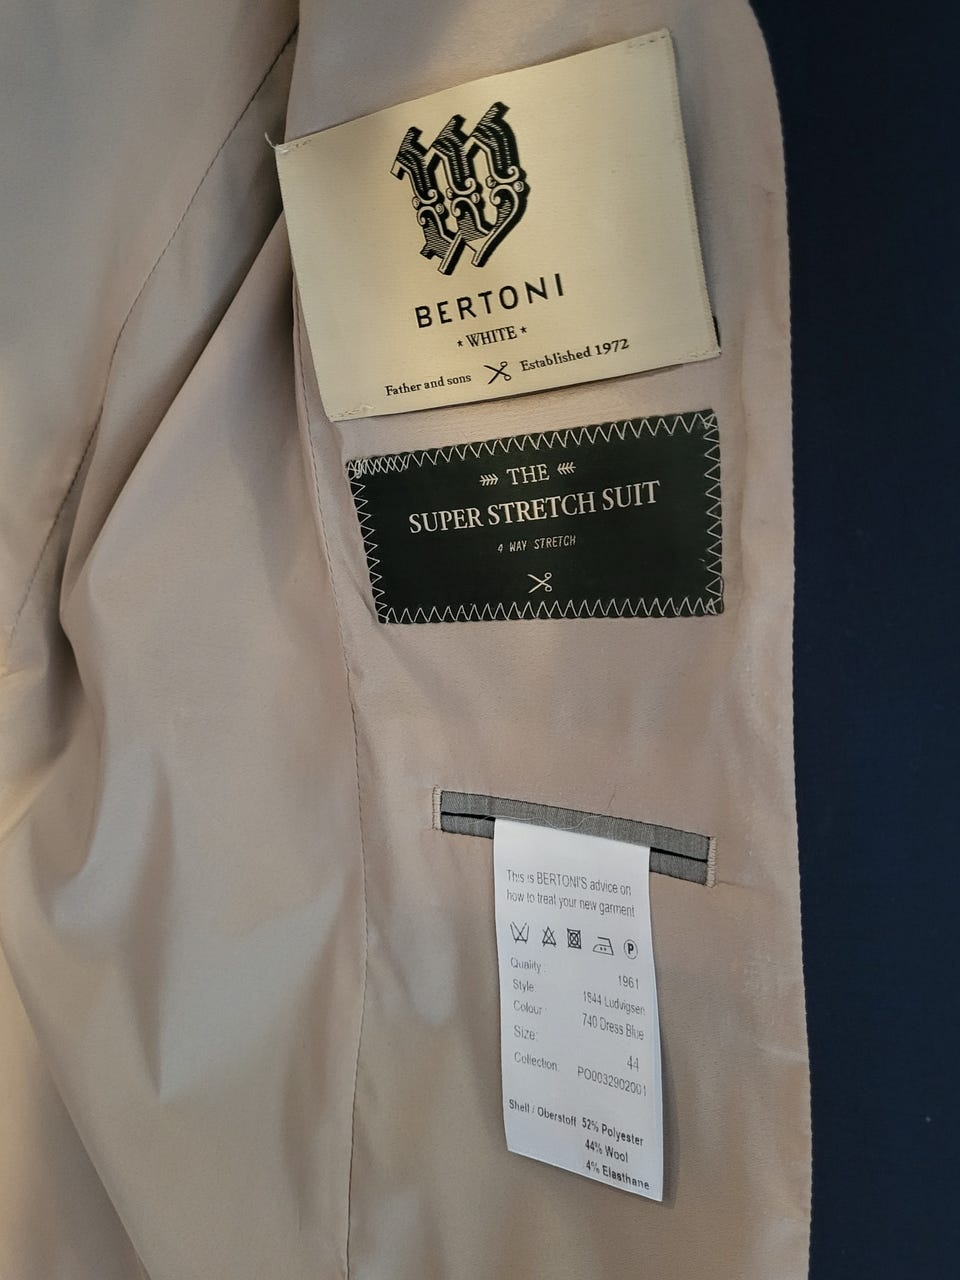 BERTONI
* WHITE *
Father and sons Established 1972
THE
SUPER STRETCH SUIT
4 WAY STRETCH
This is BERTONI'S advice on
how to treat your new garment
P
Quality: 1961
Style: 1844 Ludvigsen
Colour: 740 Dress Blue
Size: 44
Collection: PO0032902001
Shell / Oberstoff 52% Polyester
44% Wool
4% Elasthane